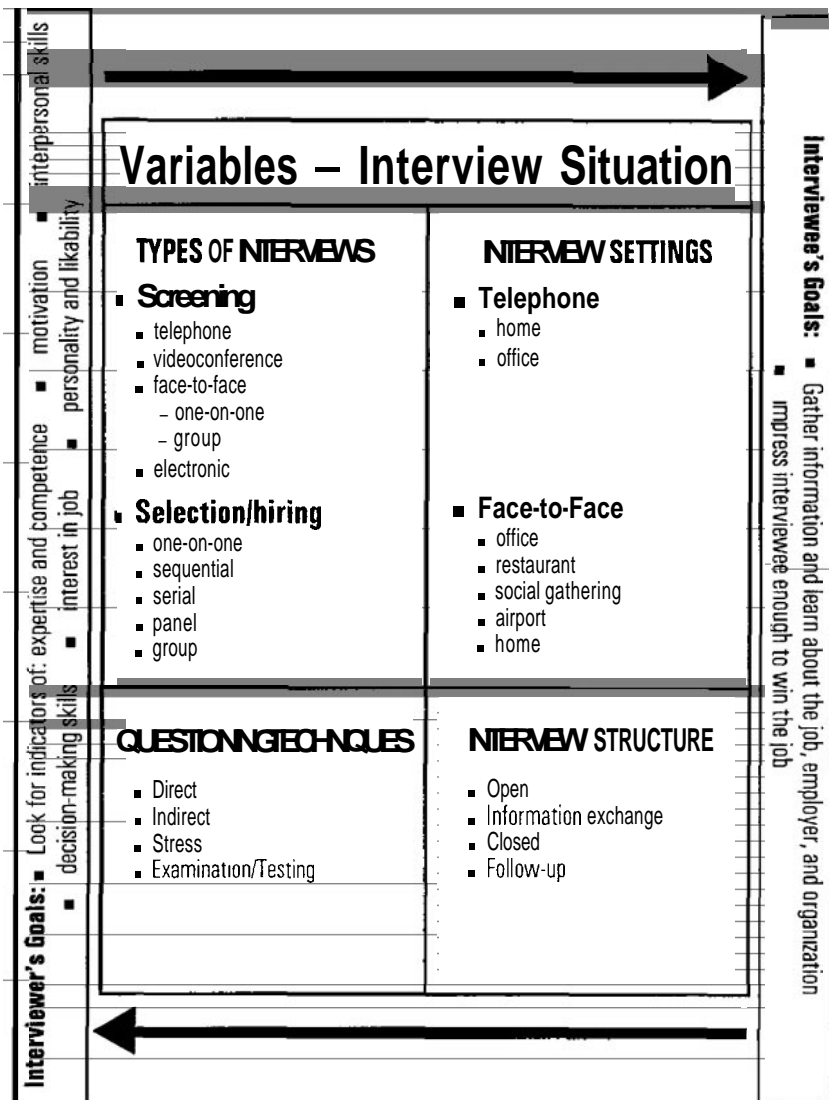 Interviewer's Goals: ▪ Look for indicators of: expertise and competence ▪ motivation ▪ interpersonal skills
▪ decision-making skills ▪ interest in job ▪ personality and likability
Variables – Interview Situation
TYPES OF INTERVIEWS
▪ Screening
▪ telephone
▪ videoconference
▪ face-to-face
– one-on-one
– group
▪ electronic
▪ Selection/hiring
▪ one-on-one
▪ sequential
▪ serial
▪ panel
▪ group
INTERVIEW SETTINGS
▪ Telephone
▪ home
▪ office
▪ Face-to-Face
▪ office
▪ restaurant
▪ social gathering
▪ airport
▪ home
QUESTIONING TECHNIQUES
▪ Direct
▪ Indirect
▪ Stress
▪ Examination/Testing
INTERVIEW STRUCTURE
▪ Open
▪ Information exchange
▪ Closed
▪ Follow-up
Interviewee's Goals: ▪ Gather information and learn about the job, employer, and organization
▪ impress interviewee enough to win the job